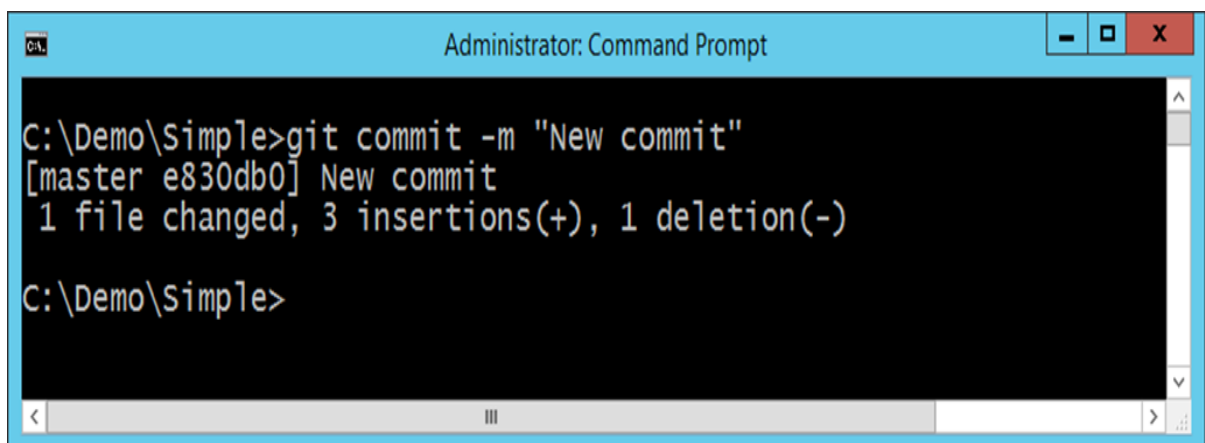 Administrator: Command Prompt
C:\Demo\Simple>git commit -m "New commit"
[master e830db0] New commit
1 file changed, 3 insertions(+), 1 deletion(-)
C:\Demo\Simple>